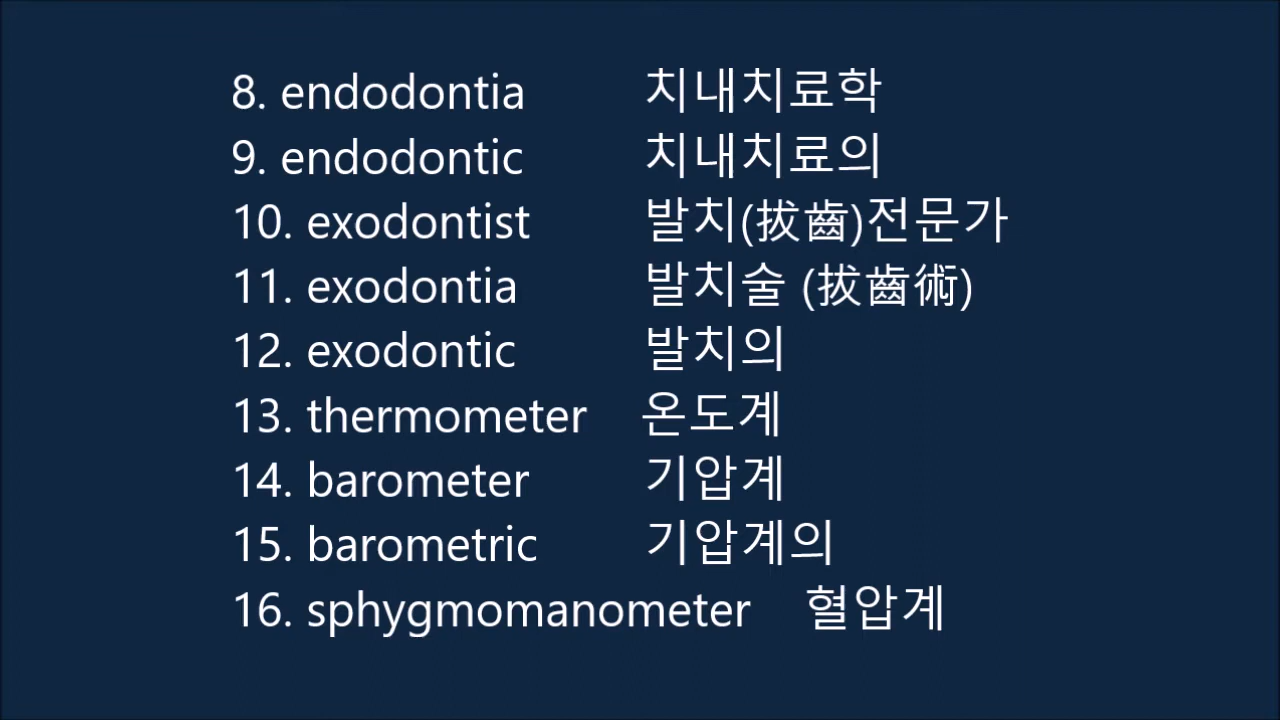 8. endodontia 치내치료학
9. endodontic 치내치료의
10. exodontist 발치(拔齒)전문가
11. exodontia 발치술 (拔齒術)
12. exodontic 발치의
13. thermometer 온도계
14. barometer 기압계
15. barometric 기압계의
16. sphygmomanometer 혈압계